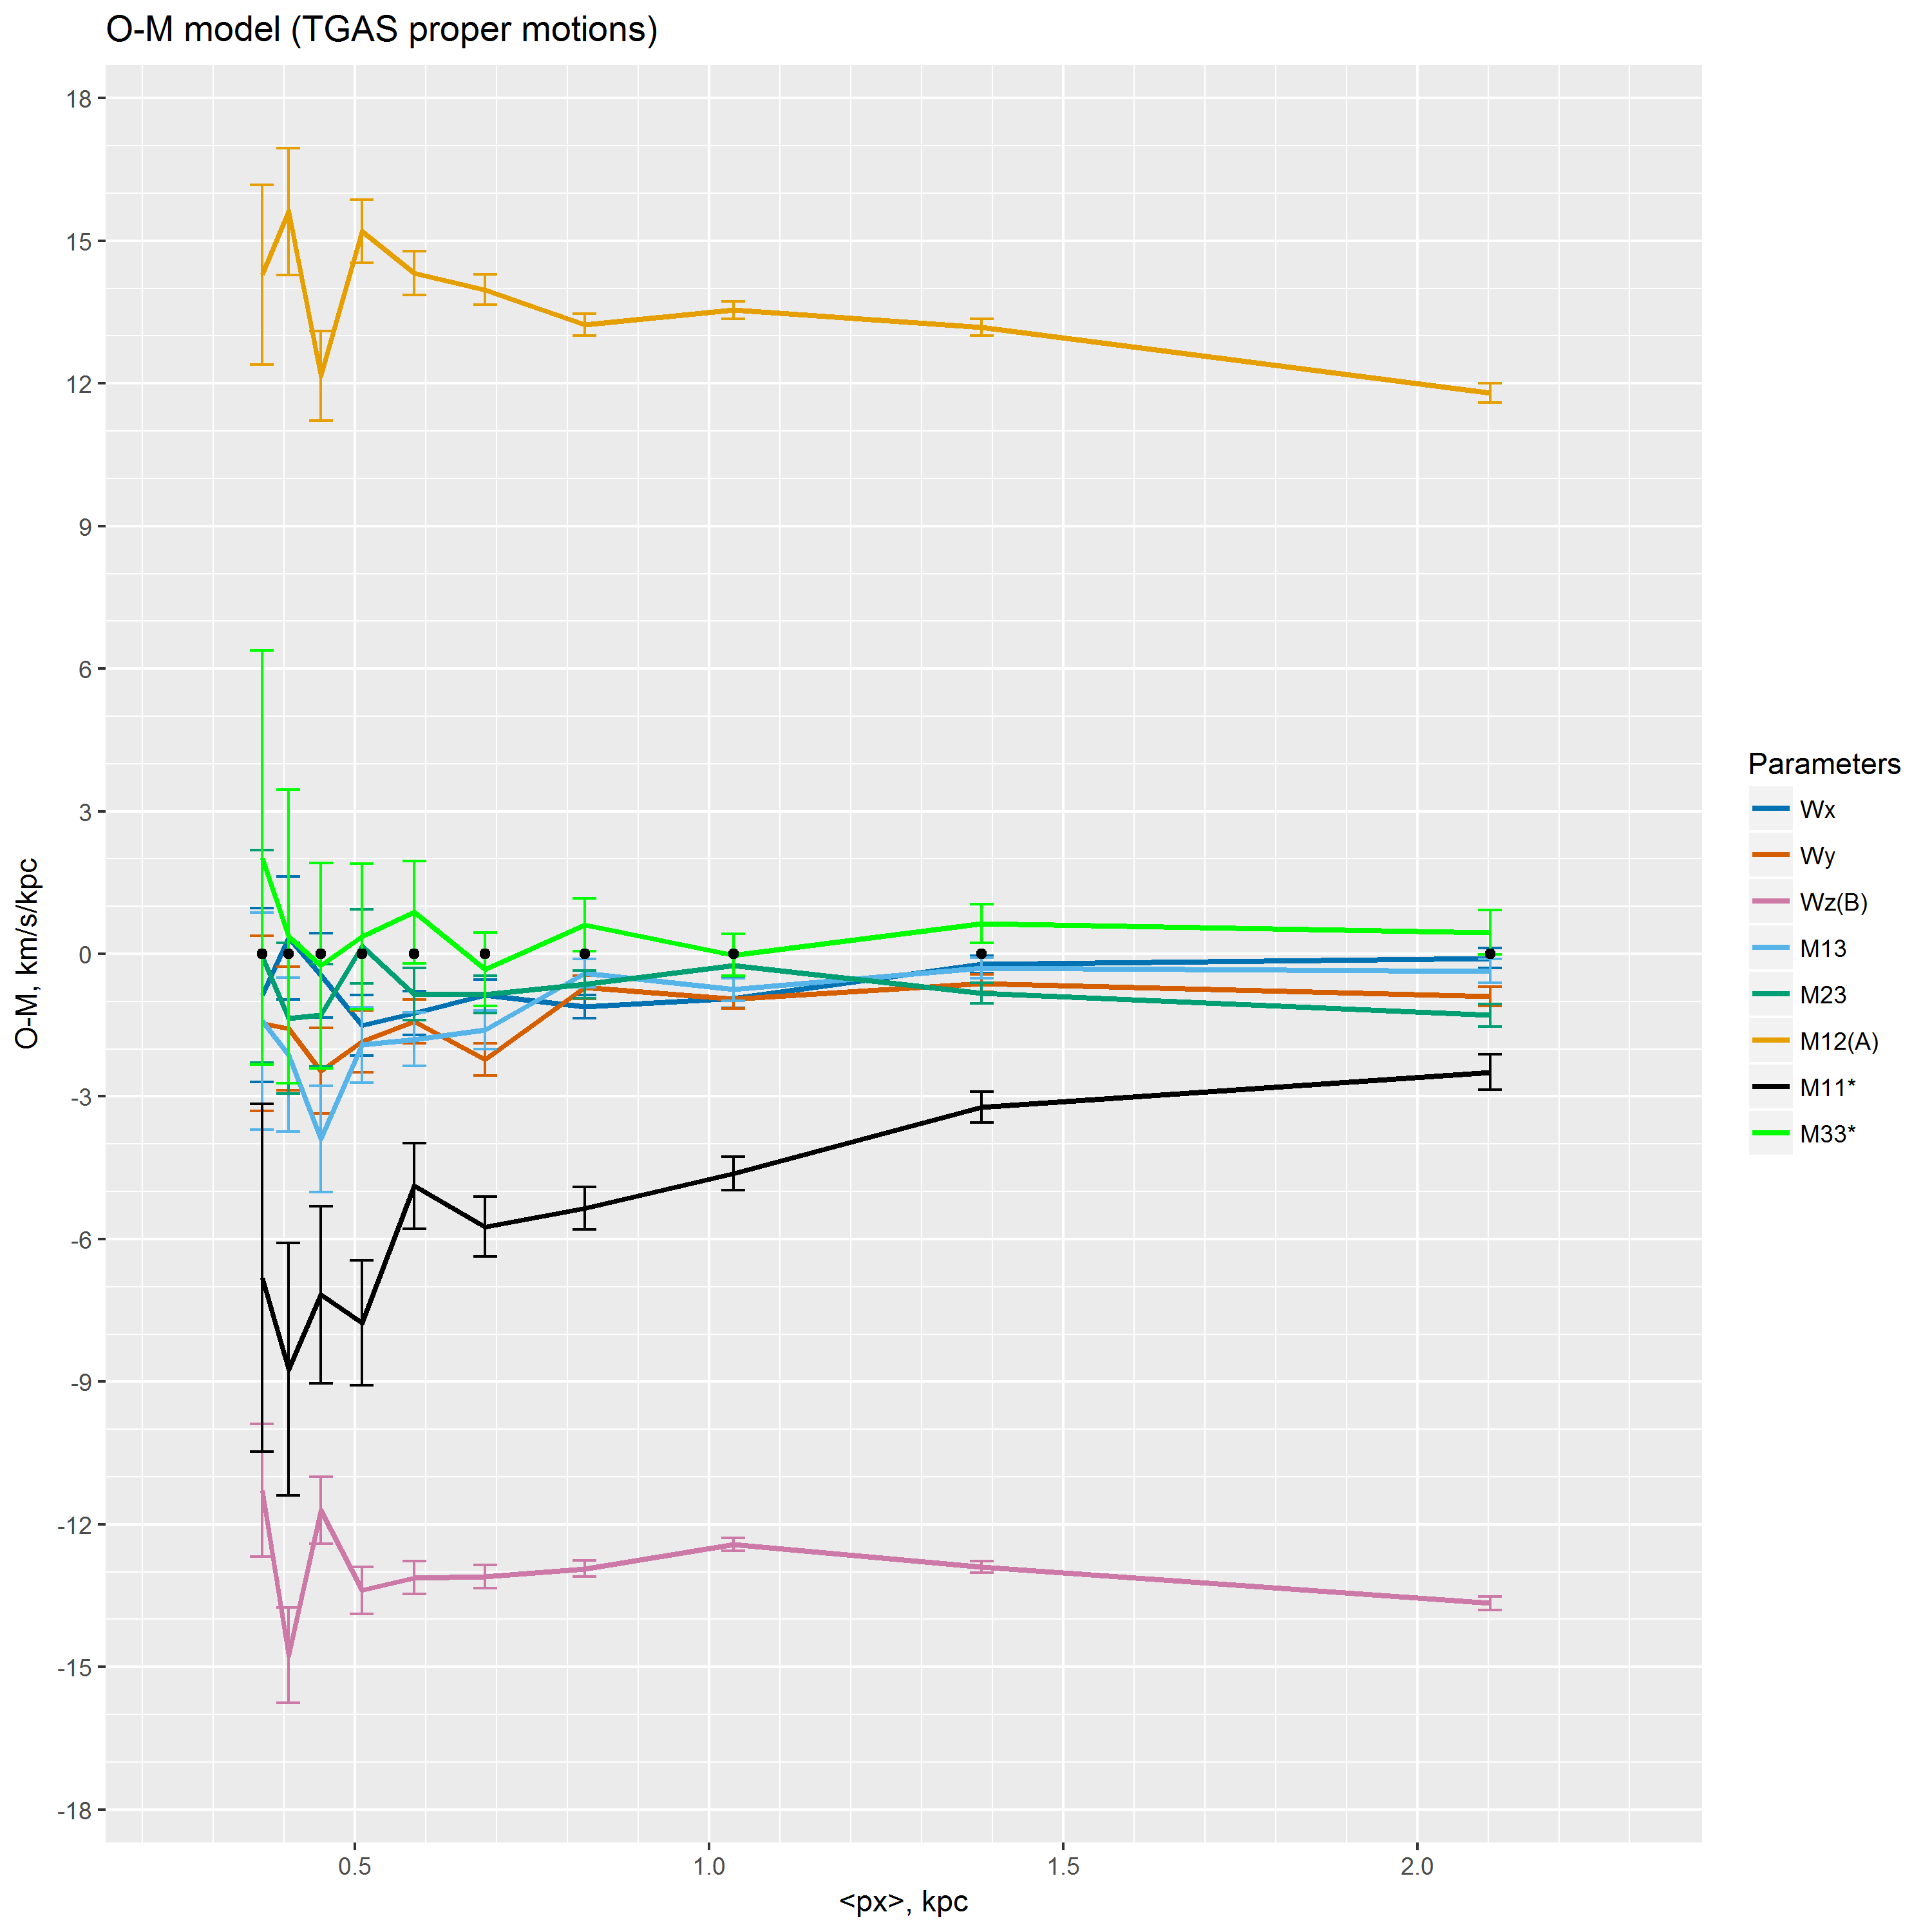 O-M model (TGAS proper motions)
O-M, km/s/kpc
18
15
12
9
6
3
0
-3
-6
-9
-12
-15
-18
0.5
1.0
1.5
2.0
<px>, kpc
Parameters
Wx
Wy
Wz(B)
M13
M23
M12(A)
M11*
M33*